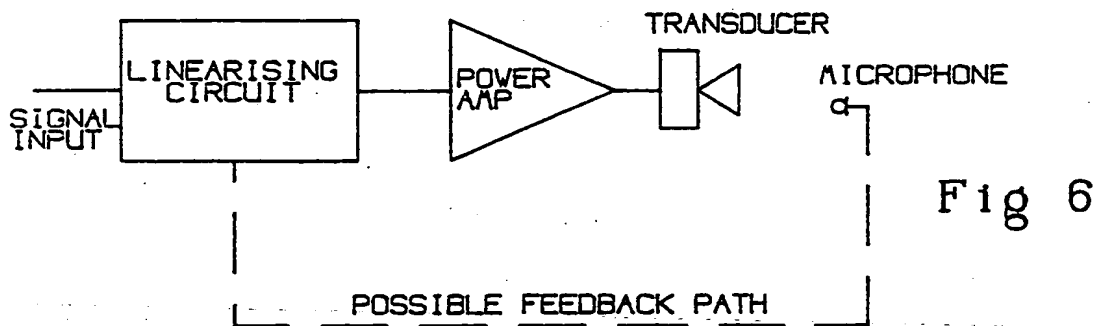 LINEARISING
CIRCUIT
SIGNAL
INPUT
POWER
AMP
TRANSDUCER
MICROPHONE
Fig 6
POSSIBLE FEEDBACK PATH